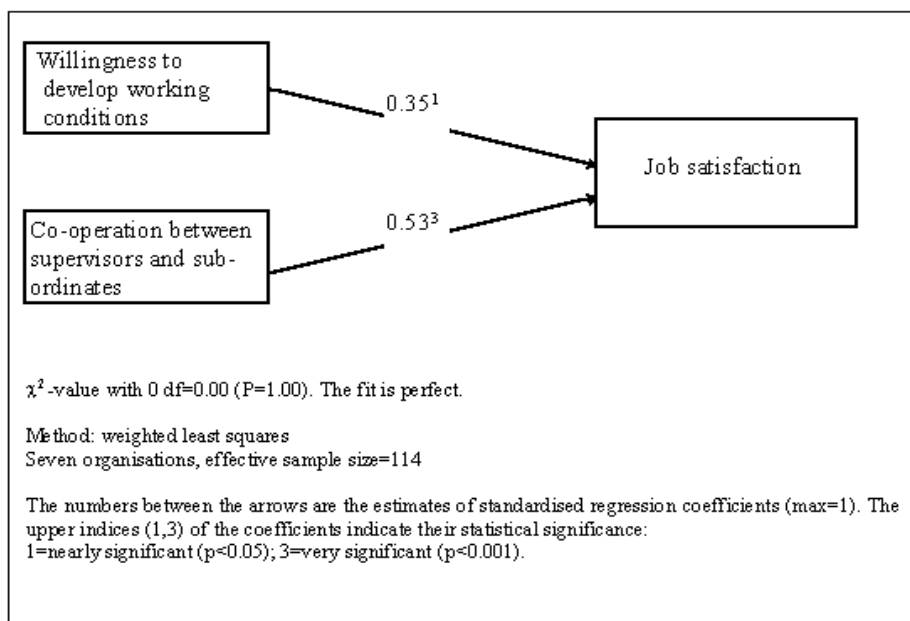 Willingness to
develop working
conditions
0.35¹
Job satisfaction
Co-operation between
supervisors and sub-
ordinates
0.53³
χ²-value with 0 df=0.00 (P=1.00). The fit is perfect.
Method: weighted least squares
Seven organisations, effective sample size=114
The numbers between the arrows are the estimates of standardised regression coefficients (max=1). The
upper indices (1,3) of the coefficients indicate their statistical significance:
1=nearly significant (p<0.05); 3=very significant (p<0.001).